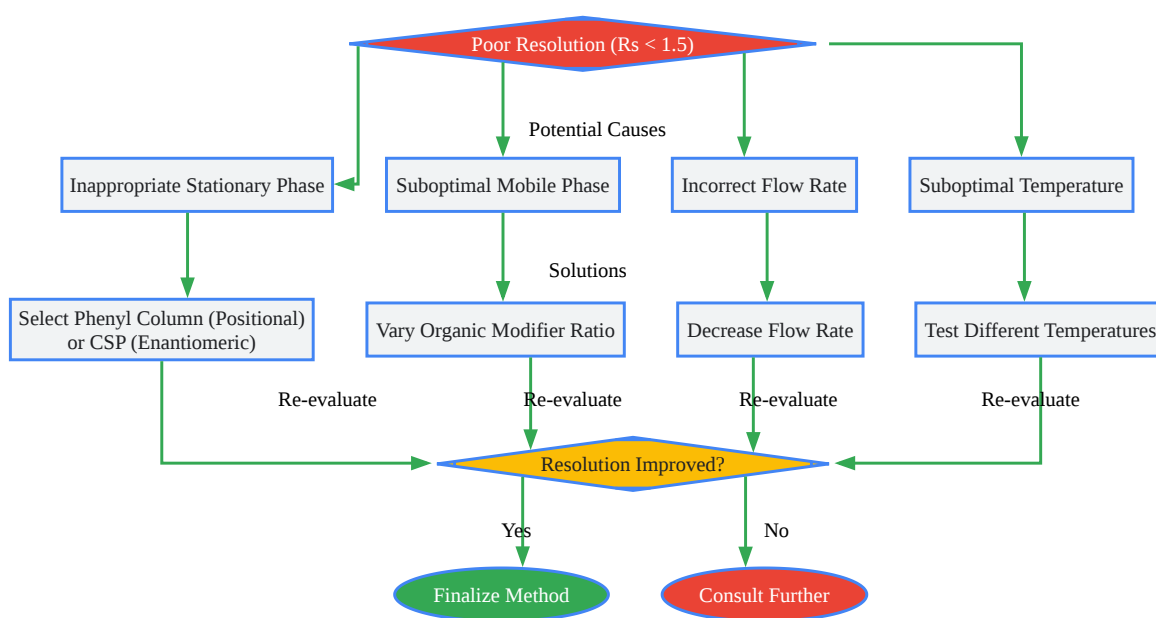 Poor Resolution (Rs < 1.5)
Potential Causes
Inappropriate Stationary Phase
Suboptimal Mobile Phase
Incorrect Flow Rate
Suboptimal Temperature
Solutions
Select Phenyl Column (Positional)
or CSP (Enantiomeric)
Vary Organic Modifier Ratio
Decrease Flow Rate
Test Different Temperatures
Re-evaluate
Re-evaluate
Re-evaluate
Re-evaluate
Resolution Improved?
Yes
No
Finalize Method
Consult Further